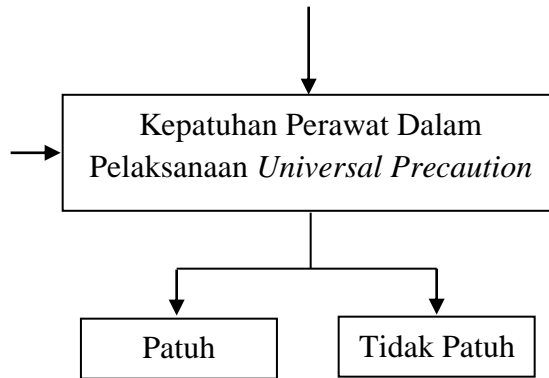 Kepatuhan Perawat Dalam
Pelaksanaan Universal Precaution
Patuh
Tidak Patuh